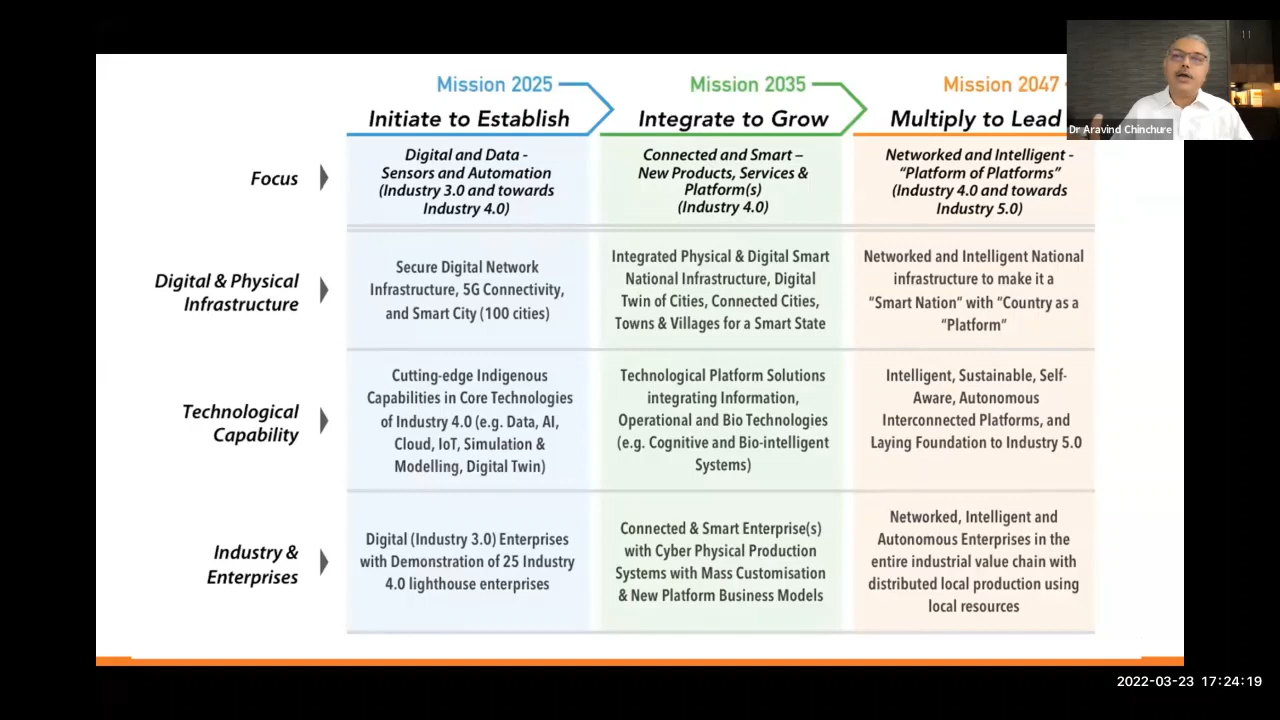 Mission 2025
Initiate to Establish
Mission 2035
Integrate to Grow
Mission 2047
Multiply to Lead
11
Dr Aravind Chinchure
Focus
Digital and Data -
Sensors and Automation
(Industry 3.0 and towards
Industry 4.0)
Connected and Smart –
New Products, Services &
Platform(s)
(Industry 4.0)
Networked and Intelligent -
“Platform of Platforms”
(Industry 4.0 and towards
Industry 5.0)
Digital & Physical
Infrastructure
Secure Digital Network
Infrastructure, 5G Connectivity,
and Smart City (100 cities)
Integrated Physical & Digital Smart
National Infrastructure, Digital
Twin of Cities, Connected Cities,
Towns & Villages for a Smart State
Networked and Intelligent National
infrastructure to make it a
“Smart Nation” with “Country as a
“Platform”
Technological
Capability
Cutting-edge Indigenous
Capabilities in Core Technologies
of Industry 4.0 (e.g. Data, AI,
Cloud, IoT, Simulation &
Modelling, Digital Twin)
Technological Platform Solutions
integrating Information,
Operational and Bio Technologies
(e.g. Cognitive and Bio-intelligent
Systems)
Intelligent, Sustainable, Self-
Aware, Autonomous
Interconnected Platforms, and
Laying Foundation to Industry 5.0
Industry &
Enterprises
Digital (Industry 3.0) Enterprises
with Demonstration of 25 Industry
4.0 lighthouse enterprises
Connected & Smart Enterprise(s)
with Cyber Physical Production
Systems with Mass Customisation
& New Platform Business Models
Networked, Intelligent and
Autonomous Enterprises in the
entire industrial value chain with
distributed local production using
local resources
2022-03-23 17:24:19